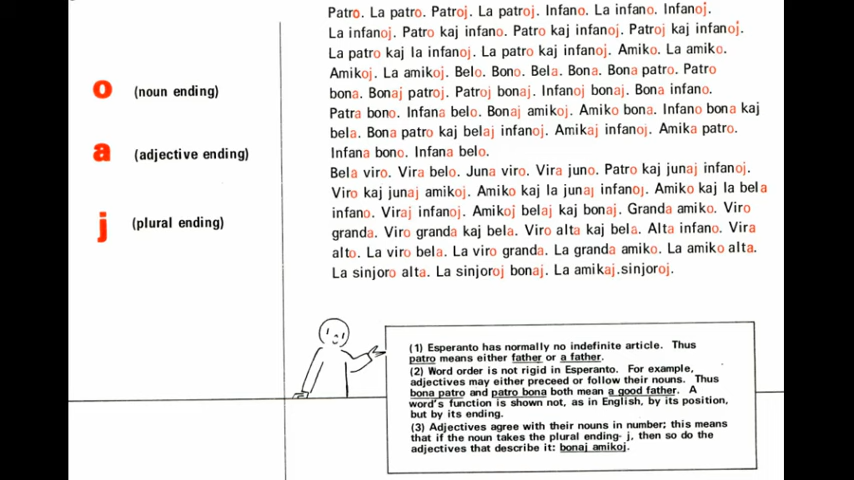 o (noun ending)
a (adjective ending)
j (plural ending)
Patro. La patro. Patroj. La patroj. Infano. La infano. Infanoj.
La infanoj. Patro kaj infano. Patro kaj infanoj. Patroj kaj infanoj.
La patro kaj la infanoj. La patro kaj infanoj. Amiko. La amiko.
Amikoj. La amikoj. Belo. Bono. Bela. Bona. Bona patro. Patro
bona. Bonaj patroj. Patroj bonaj. Infanoj bonaj. Bona infano.
Patra bono. Infana belo. Bonaj amikoj. Amiko bona. Infano bona kaj
bela. Bona patro kaj belaj infanoj. Amikaj infanoj. Amika patro.
Infana bono. Infana belo.
Bela viro. Vira belo. Juna viro. Vira juno. Patro kaj junaj infanoj.
Viro kaj junaj amikoj. Amiko kaj la junaj infanoj. Amiko kaj la bela
infano. Viraj infanoj. Amikoj belaj kaj bonaj. Granda amiko. Viro
granda. Viro granda kaj bela. Viro alta kaj bela. Alta infano. Vira
alto. La viro bela. La viro granda. La granda amiko. La amiko alta.
La sinjoro alta. La sinjoroj bonaj. La amikaj.sinjoroj.
(1) Esperanto has normally no indefinite article. Thus
patro means either father or a father.
(2) Word order is not rigid in Esperanto. For example,
adjectives may either preceed or follow their nouns. Thus
bona patro and patro bona both mean a good father. A
word's function is shown not, as in English, by its position,
but by its ending.
(3) Adjectives agree with their nouns in number; this means
that if the noun takes the plural ending- j, then so do the
adjectives that describe it: bonaj amikoj.